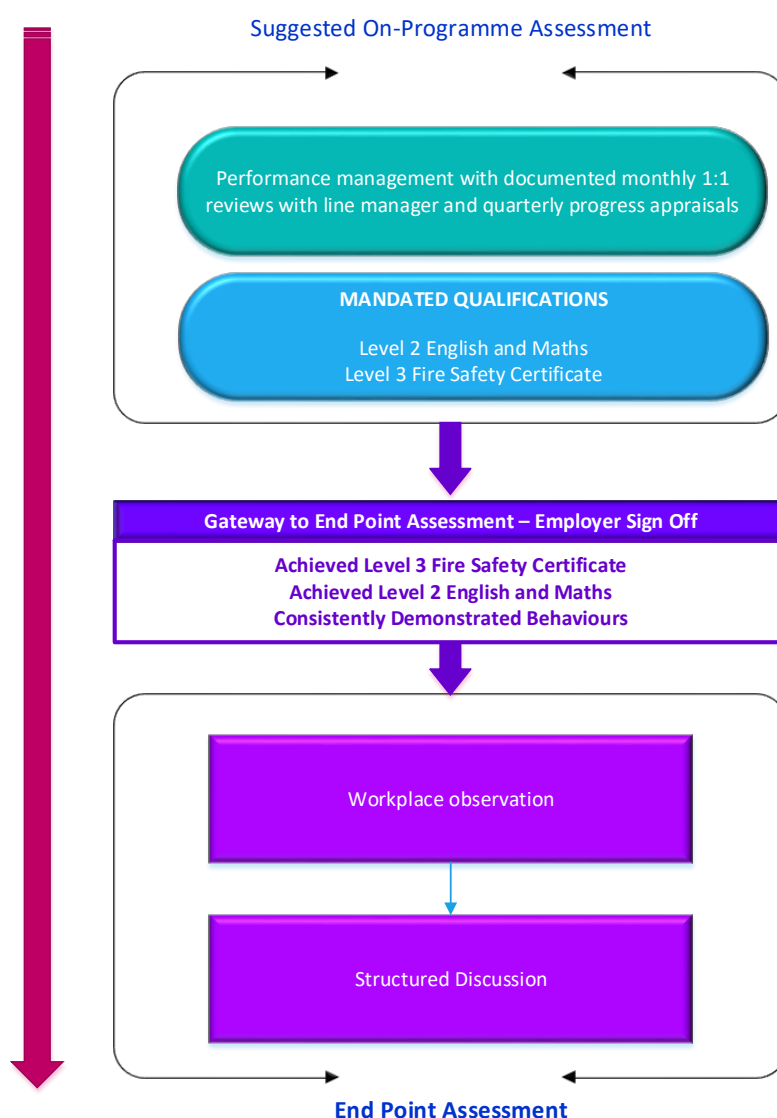 Suggested On-Programme Assessment
Performance management with documented monthly 1:1
reviews with line manager and quarterly progress appraisals
MANDATED QUALIFICATIONS
Level 2 English and Maths
Level 3 Fire Safety Certificate
Gateway to End Point Assessment – Employer Sign Off
Achieved Level 3 Fire Safety Certificate
Achieved Level 2 English and Maths
Consistently Demonstrated Behaviours
Workplace observation
Structured Discussion
End Point Assessment